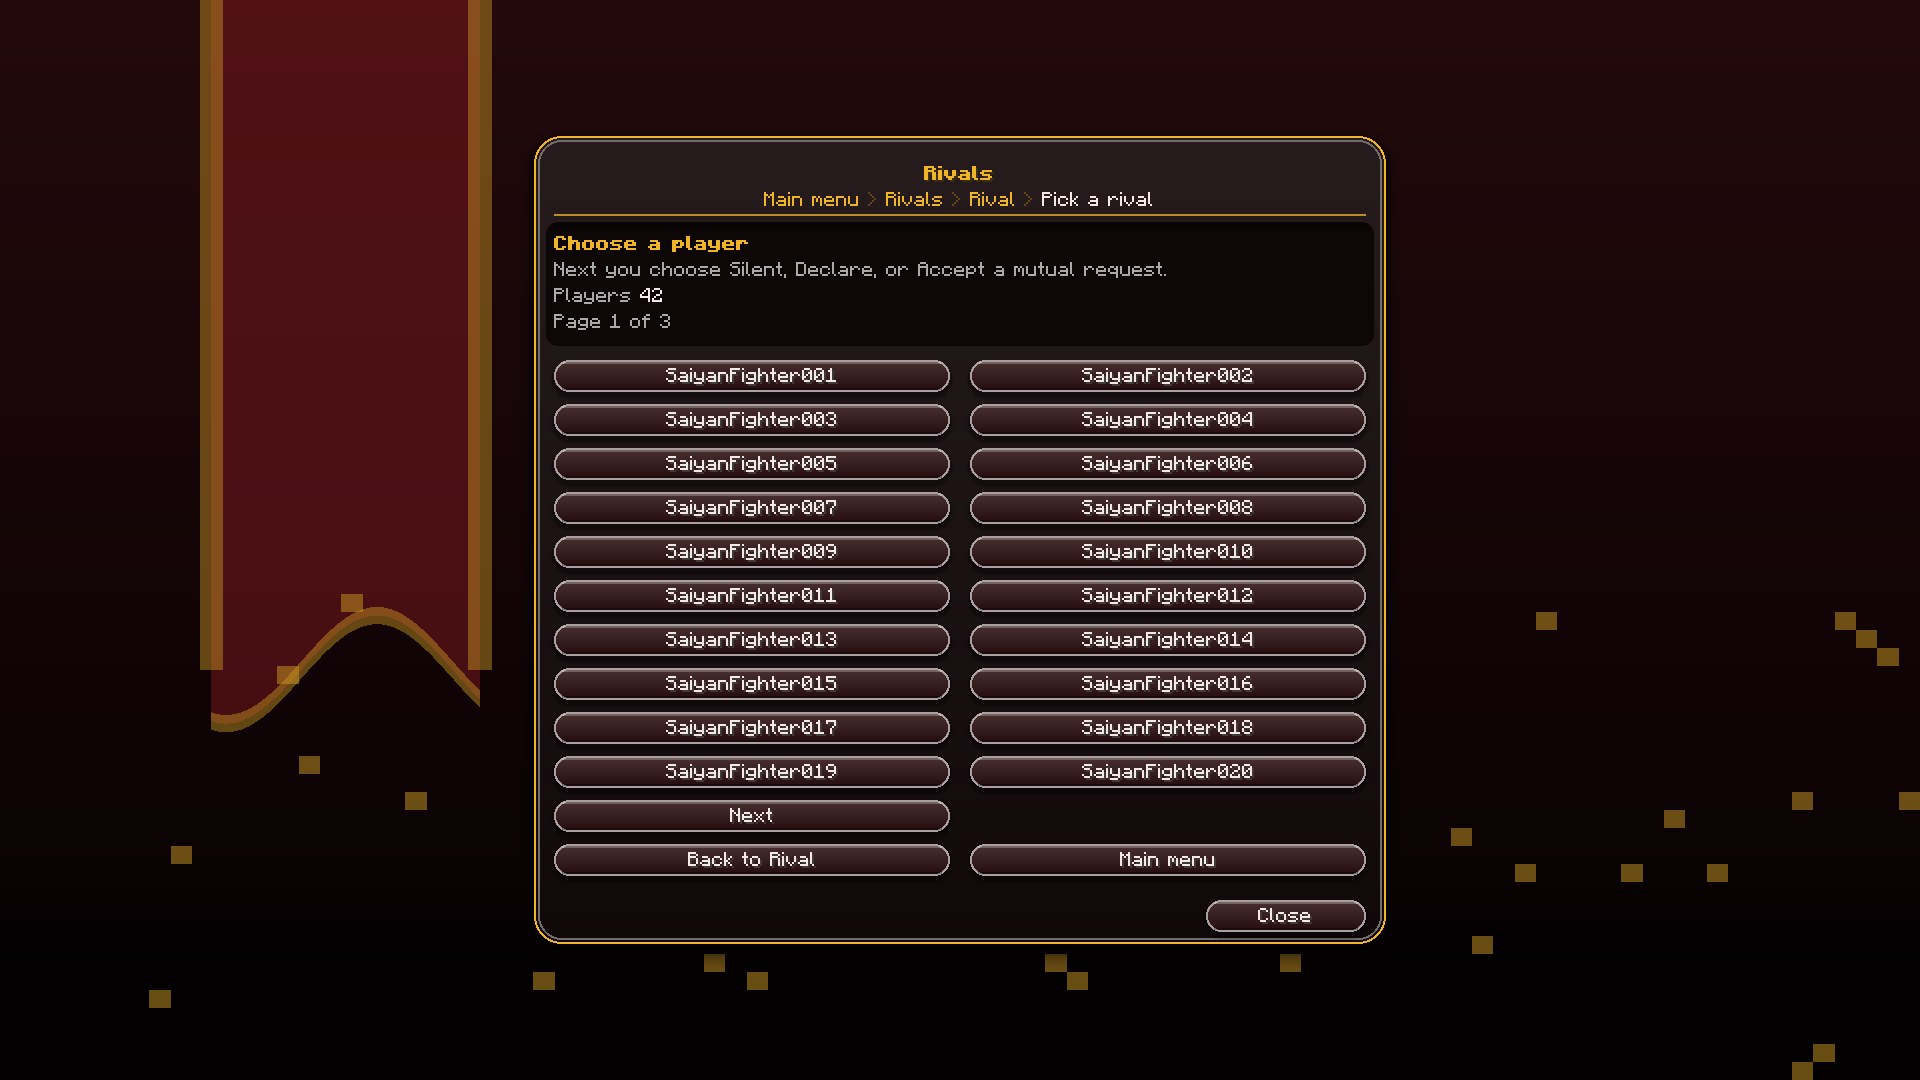 Rivals
Main menu > Rivals > Rival > Pick a rival
Choose a player
Next you choose Silent, Declare, or Accept a mutual request.
Players 42
Page 1 of 3
SaiyanFighter001 SaiyanFighter002
SaiyanFighter003 SaiyanFighter004
SaiyanFighter005 SaiyanFighter006
SaiyanFighter007 SaiyanFighter008
SaiyanFighter009 SaiyanFighter010
SaiyanFighter011 SaiyanFighter012
SaiyanFighter013 SaiyanFighter014
SaiyanFighter015 SaiyanFighter016
SaiyanFighter017 SaiyanFighter018
SaiyanFighter019 SaiyanFighter020
Next
Back to Rival Main menu
Close